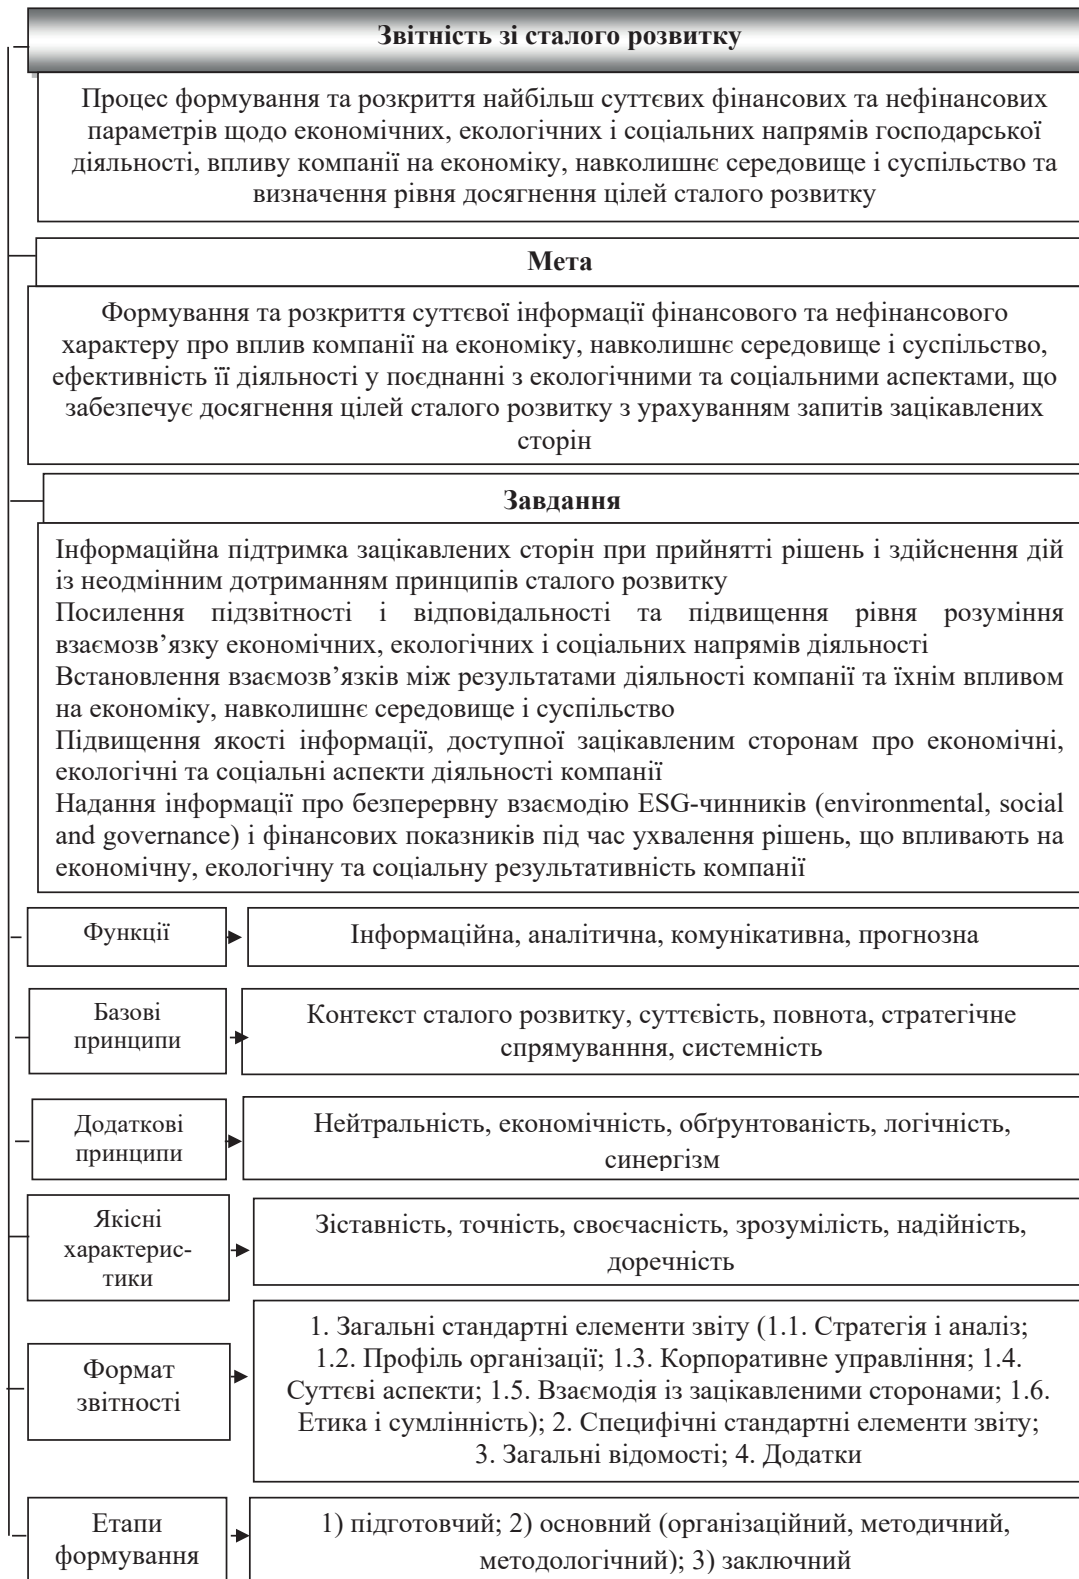 Звітність зі сталого розвитку
Процес формування та розкриття найбільш суттєвих фінансових та нефінансових
параметрів щодо економічних, екологічних і соціальних напрямів господарської
діяльності, впливу компанії на економіку, навколишнє середовище і суспільство та
визначення рівня досягнення цілей сталого розвитку
Мета
Формування та розкриття суттєвої інформації фінансового та нефінансового
характеру про вплив компанії на економіку, навколишнє середовище і суспільство,
ефективність її діяльності у поєднанні з екологічними та соціальними аспектами, що
забезпечує досягнення цілей сталого розвитку з урахуванням запитів зацікавлених
сторін
Завдання
Інформаційна підтримка зацікавлених сторін при прийнятті рішень і здійснення дій
із неодмінним дотриманням принципів сталого розвитку
Посилення підзвітності і відповідальності та підвищення рівня розуміння
взаємозв’язку економічних, екологічних і соціальних напрямів діяльності
Встановлення взаємозв’язків між результатами діяльності компанії та їхнім впливом
на економіку, навколишнє середовище і суспільство
Підвищення якості інформації, доступної зацікавленим сторонам про економічні,
екологічні та соціальні аспекти діяльності компанії
Надання інформації про безперервну взаємодію ESG-чинників (environmental, social
and governance) і фінансових показників під час ухвалення рішень, що впливають на
економічну, екологічну та соціальну результативність компанії
Функції
Інформаційна, аналітична, комунікативна, прогнозна
Базові
принципи
Контекст сталого розвитку, суттєвість, повнота, стратегічне
спрямуванння, системність
Додаткові
принципи
Нейтральність, економічність, обґрунтованість, логічність,
синергізм
Якісні
характерис-
тики
Зіставність, точність, своєчасність, зрозумілість, надійність,
доречність
Формат
звітності
1. Загальні стандартні елементи звіту (1.1. Стратегія і аналіз;
1.2. Профіль організації; 1.3. Корпоративне управління; 1.4.
Суттєві аспекти; 1.5. Взаємодія із зацікавленими сторонами; 1.6.
Етика і сумлінність); 2. Специфічні стандартні елементи звіту;
3. Загальні відомості; 4. Додатки
Етапи
формування
1) підготовчий; 2) основний (організаційний, методичний,
методологічний); 3) заключний